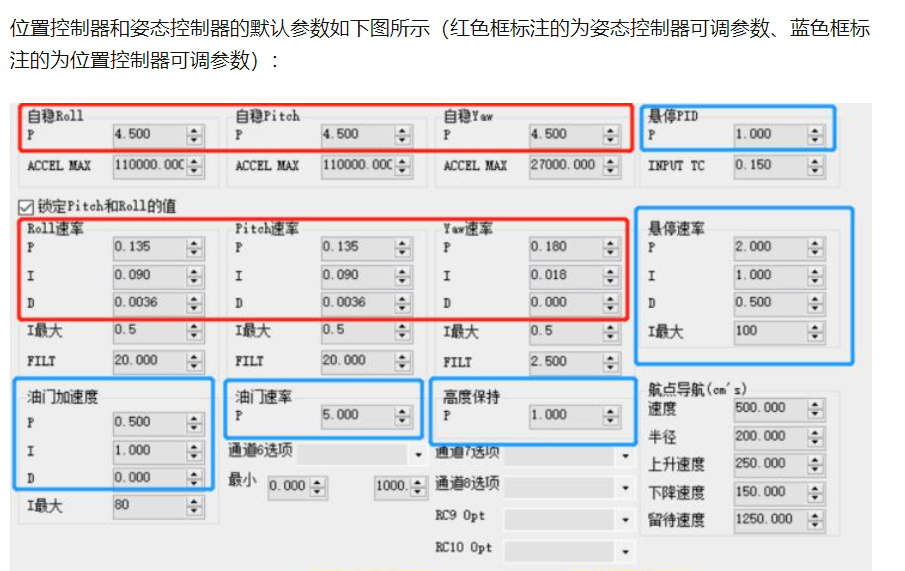 位置控制器和姿态控制器的默认参数如下图所示（红色框标注的为姿态控制器可调参数、蓝色框标
注的为位置控制器可调参数）：
自稳Roll 自稳Pitch 自稳Yaw 悬停PID
P 4.500 P 4.500 P 4.500 P 1.000
ACCEL MAX 110000.00( ACCEL MAX 110000.00( ACCEL MAX 27000.000 INPUT TC 0.150
锁定Pitch和Roll的值
Roll速率 Pitch速率 Yaw速率 悬停速率
P 0.135 P 0.135 P 0.180 P 2.000
I 0.090 I 0.090 I 0.018 I 1.000
D 0.0036 D 0.0036 D 0.000 D 0.500
I最大 0.5 I最大 0.5 I最大 0.5 I最大 100
FILT 20.000 FILT 20.000 FILT 2.500
油门加速度 油门速率 高度保持 航点导航(cm's)
P 0.500 P 5.000 P 1.000 速度 500.000
I 1.000 通道6选项 通道7选项 半径 200.000
D 0.000 最小 0.000 1000. 通道8选项 上升速度 250.000
I最大 80 RC9 Opt 下降速度 150.000
RC10 Opt 留待速度 1250.000